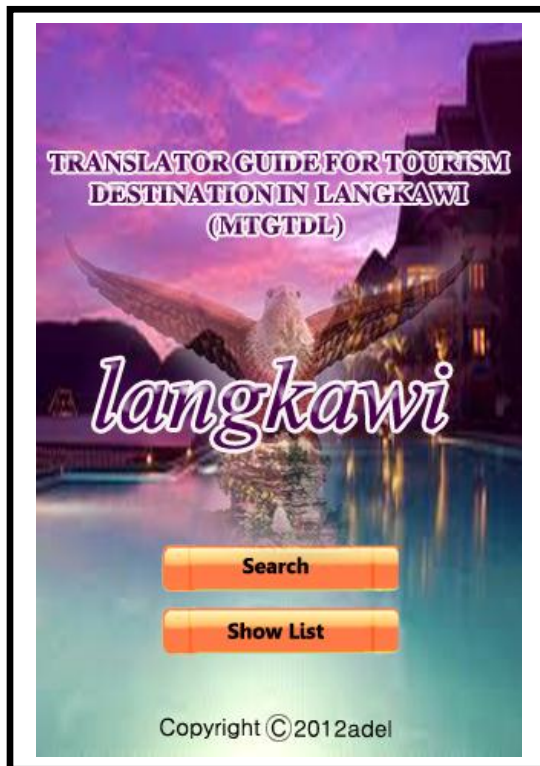 TRANSLATOR GUIDE FOR TOURISM
DESTINATION IN LANGKAWI
(MTGTDL)
langkawi
Search
Show List
Copyright ©2012adel